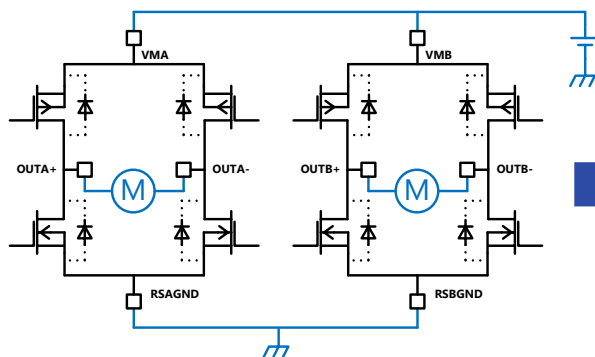 VMA
VMB
OUTA+
M
OUTA-
OUTB+
M
OUTB-
RSAGND
RSBGND